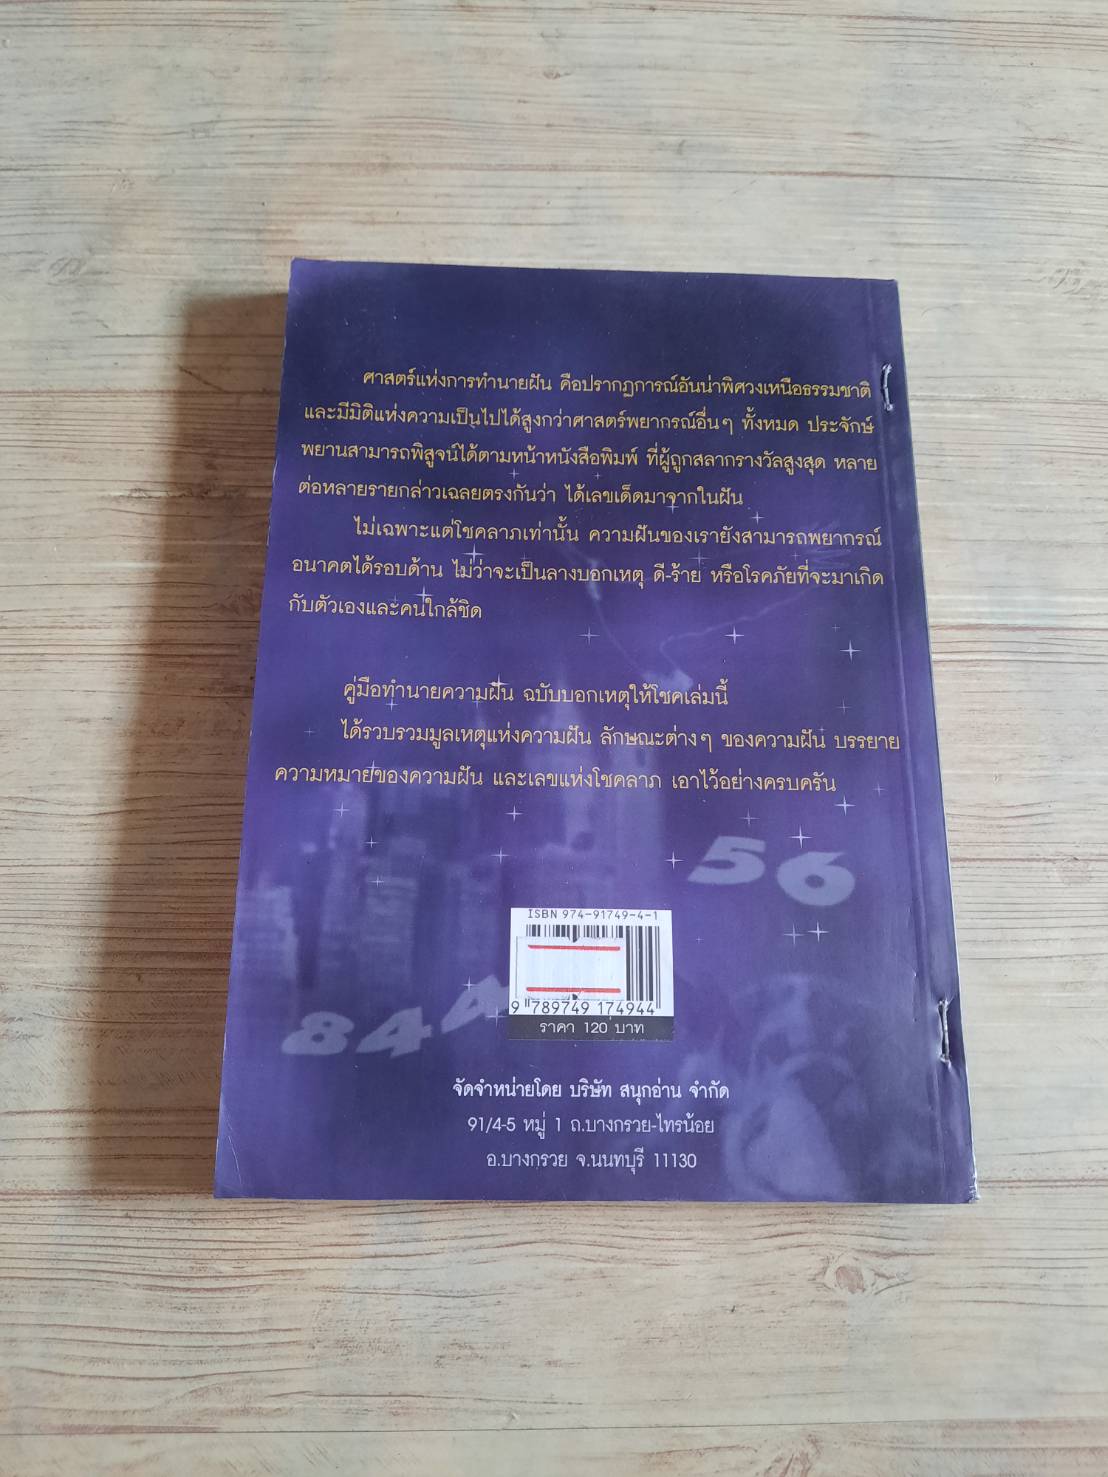 ศาสตร์แห่งการทำนายฝัน คือปรากฏการณ์อันน่าพิศวงเหนือธรรมชาติ
และมีมิติแห่งความเป็นไปได้สูงกว่าศาสตร์พยากรณ์อื่นๆ ทั้งหมด ประจักษ์
พยานสามารถพิสูจน์ได้ตามหน้าหนังสือพิมพ์ ที่ผู้ถูกสลากรางวัลสูงสุด หลาย
ต่อหลายรายกล่าวเฉลยตรงกันว่า ได้เลขเด็ดมาจากในฝัน
ไม่เฉพาะแต่โชคลาภเท่านั้น ความฝันของเรายังสามารถพยากรณ์
อนาคตได้รอบด้าน ไม่ว่าจะเป็นลางบอกเหตุ ดี-ร้าย หรือโรคภัยที่จะมาเกิด
กับตัวเองและคนใกล้ชิด
คู่มือทำนายความฝัน ฉบับบอกเหตุให้โชคเล่มนี้
ได้รวบรวมมูลเหตุแห่งความฝัน ลักษณะต่างๆ ของความฝัน บรรยาย
ความหมายของความฝัน และเลขแห่งโชคลาภ เอาไว้อย่างครบครัน
56
ISBN 974-91749-4-1
9 789749 174944
ราคา 120 บาท
844
จัดจำหน่ายโดย บริษัท สนุกอ่าน จำกัด
91/4-5 หมู่ 1 ถ.บางกรวย-ไทรน้อย
อ.บางกรวย จ.นนทบุรี 11130